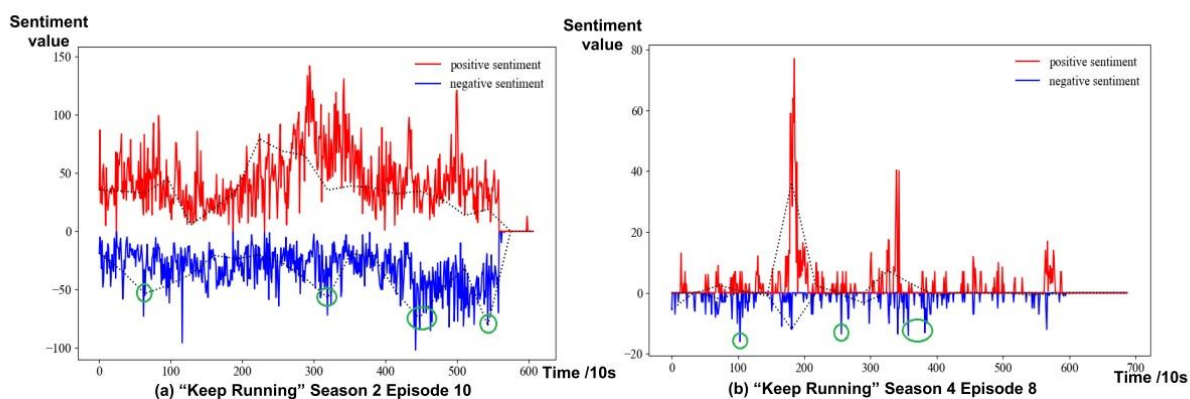 Sentiment
value
150
100
50
0
−50
−100
positive sentiment
negative sentiment
0
100
200
300
400
500
600
Time /10s
(a) “Keep Running” Season 2 Episode 10
Sentiment
value
80
60
40
20
0
−20
positive sentiment
negative sentiment
0
100
200
300
400
500
600
700
Time /10s
(b) “Keep Running” Season 4 Episode 8